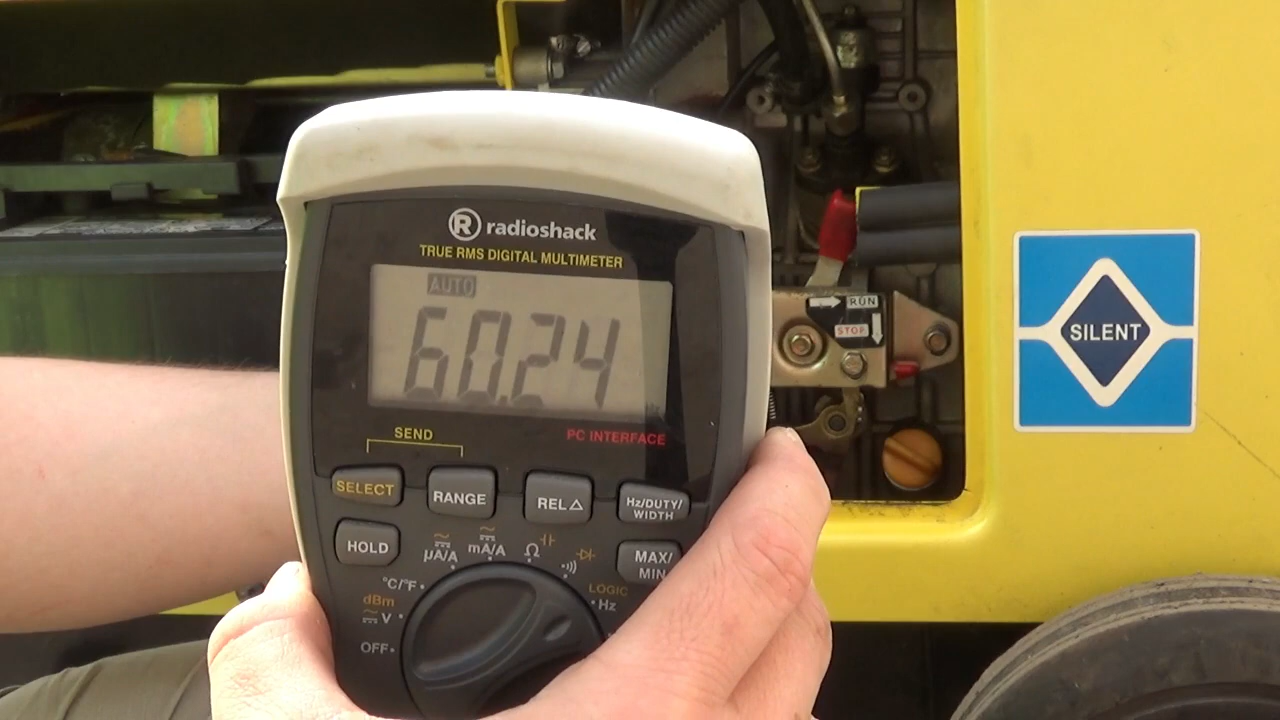 R radioshack
TRUE RMS DIGITAL MULTIMETER
AUTO
60.24
SEND
PC INTERFACE
SELECT
RANGE
REL△
Hz/DUTY/
WIDTH
HOLD
μA/A
mA/A
Ω
MAX/
MIN
°C/°F
dBm
V
LOGIC
Hz
OFF
RUN
STOP
SILENT